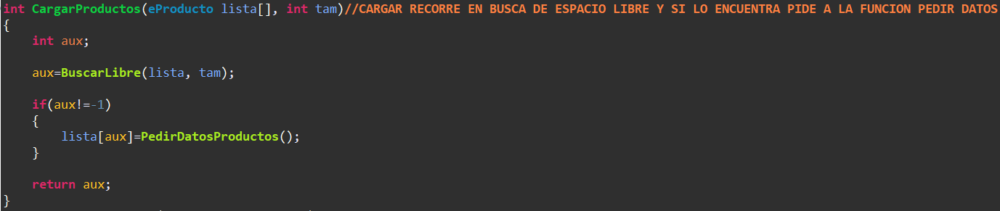 int CargarProductos(eProducto lista[], int tam)//CARGAR RECORRE EN BUSCA DE ESPACIO LIBRE Y SI LO ENCUENTRA PIDE A LA FUNCION PEDIR DATOS
{
    int aux;

    aux=BuscarLibre(lista, tam);

    if(aux!=-1)
    {
        lista[aux]=PedirDatosProductos();
    }

    return aux;
}